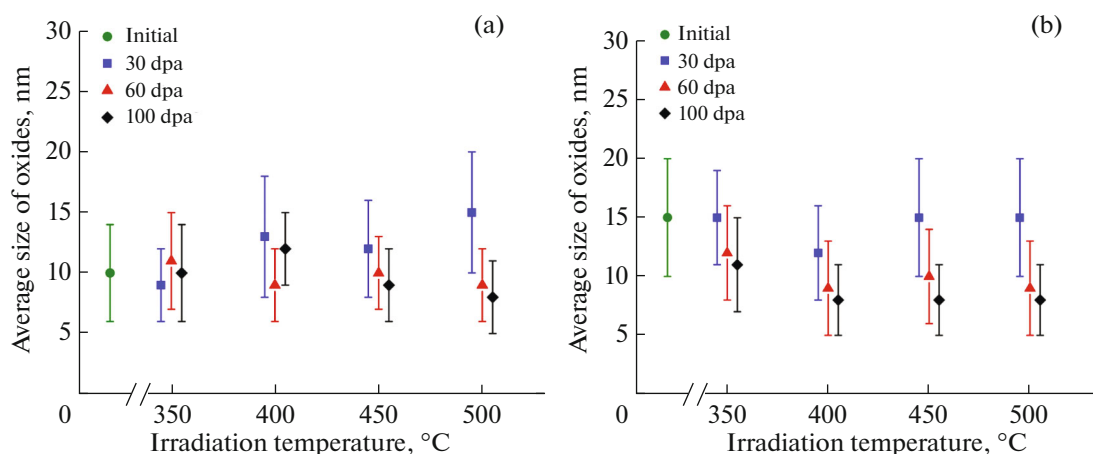 (a)
30
25
20
15
10
5
0
Average size of oxides, nm
Initial
30 dpa
60 dpa
100 dpa
350 400 450 500
Irradiation temperature, °C
(b)
30
25
20
15
10
5
0
Average size of oxides, nm
Initial
30 dpa
60 dpa
100 dpa
350 400 450 500
Irradiation temperature, °C